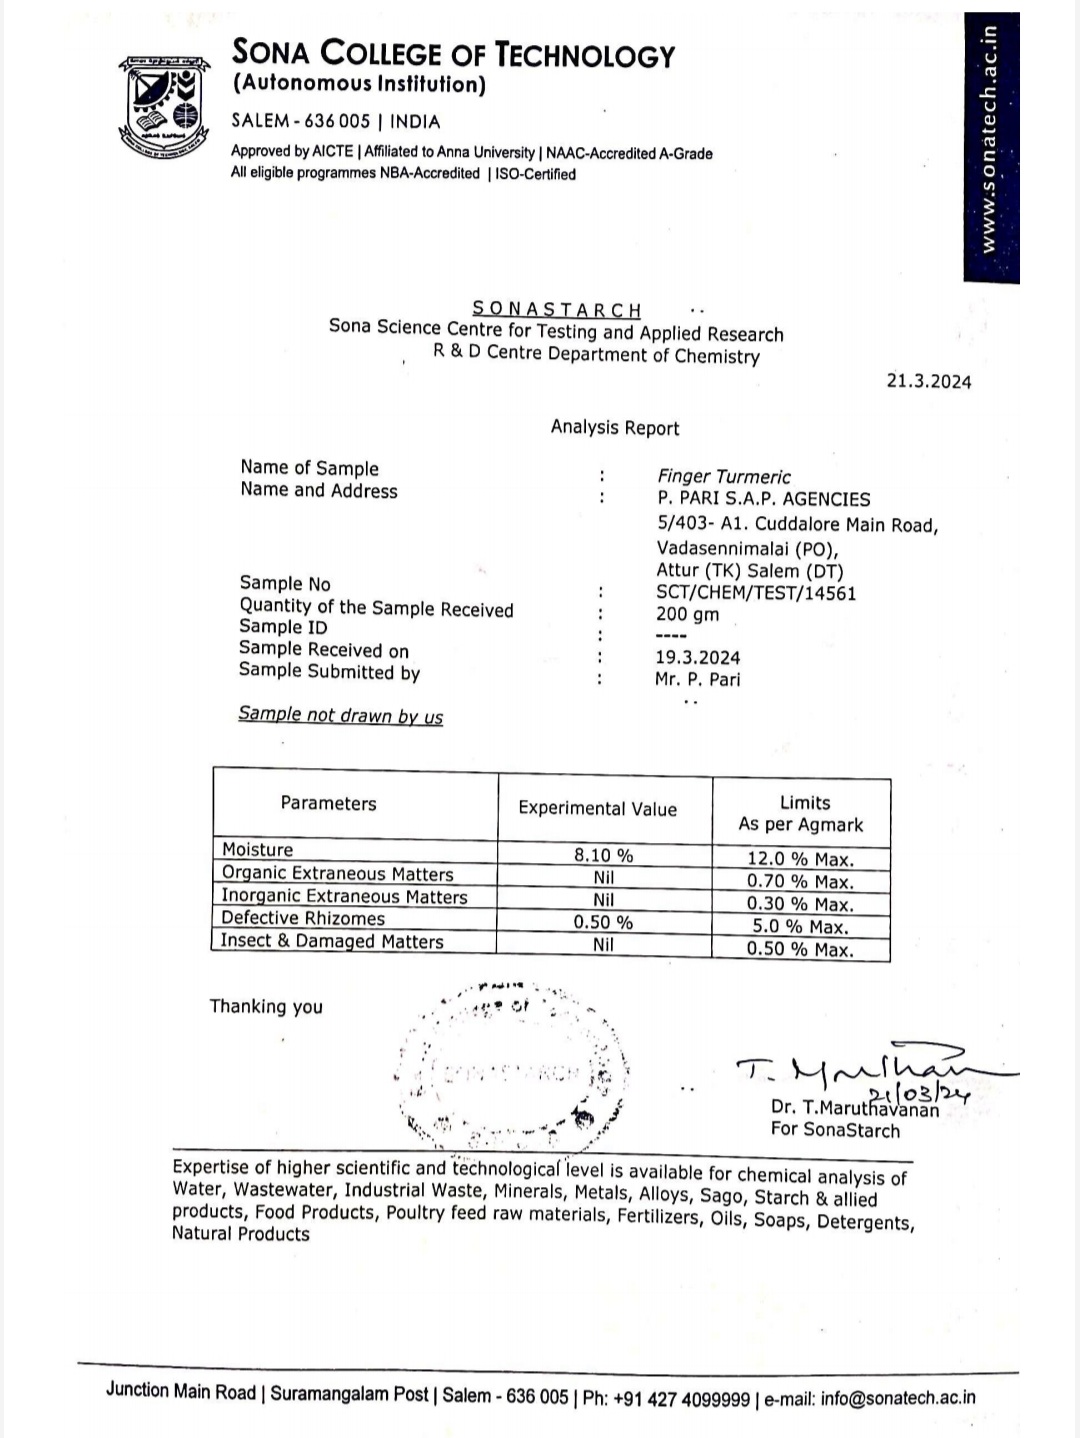 SONA COLLEGE OF TECHNOLOGY
(Autonomous Institution)
SALEM - 636 005 | INDIA
Approved by AICTE | Affiliated to Anna University | NAAC-Accredited A-Grade
All eligible programmes NBA-Accredited | ISO-Certified
www.sonatech.ac.in
SONASTARCH
Sona Science Centre for Testing and Applied Research
R & D Centre Department of Chemistry
21.3.2024
Analysis Report
Name of Sample : Finger Turmeric
Name and Address : P. PARI S.A.P. AGENCIES
5/403- A1. Cuddalore Main Road,
Vadasennimalai (PO),
Attur (TK) Salem (DT)
Sample No : SCT/CHEM/TEST/14561
Quantity of the Sample Received : 200 gm
Sample ID : ----
Sample Received on : 19.3.2024
Sample Submitted by : Mr. P. Pari
Sample not drawn by us
Parameters Experimental Value Limits
As per Agmark
Moisture 8.10 % 12.0 % Max.
Organic Extraneous Matters Nil 0.70 % Max.
Inorganic Extraneous Matters Nil 0.30 % Max.
Defective Rhizomes 0.50 % 5.0 % Max.
Insect & Damaged Matters Nil 0.50 % Max.
Thanking you
21/03/24
Dr. T.Maruthavanan
For SonaStarch
Expertise of higher scientific and technological level is available for chemical analysis of
Water, Wastewater, Industrial Waste, Minerals, Metals, Alloys, Sago, Starch & allied
products, Food Products, Poultry feed raw materials, Fertilizers, Oils, Soaps, Detergents,
Natural Products
Junction Main Road | Suramangalam Post | Salem - 636 005 | Ph: +91 427 4099999 | e-mail: info@sonatech.ac.in